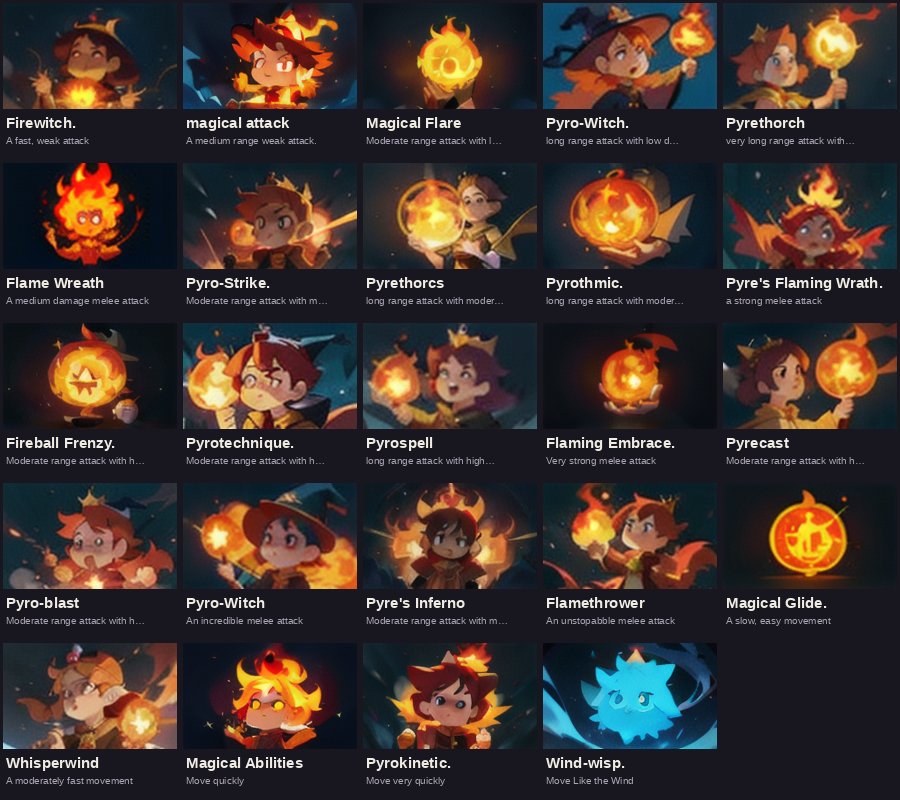 Firewitch.
A fast, weak attack
magical attack
A medium range weak attack.
Magical Flare
Moderate range attack with l…
Pyro-Witch.
long range attack with low d…
Pyrethorch
very long range attack with…
Flame Wreath
A medium damage melee attack
Pyro-Strike.
Moderate range attack with m…
Pyrethorcs
long range attack with moder…
Pyrothmic.
long range attack with moder…
Pyre's Flaming Wrath.
a strong melee attack
Fireball Frenzy.
Moderate range attack with h…
Pyrotechnique.
Moderate range attack with h…
Pyrospell
long range attack with high…
Flaming Embrace.
Very strong melee attack
Pyrecast
Moderate range attack with h…
Pyro-blast
Moderate range attack with h…
Pyro-Witch
An incredible melee attack
Pyre's Inferno
Moderate range attack with m…
Flamethrower
An unstopabble melee attack
Magical Glide.
A slow, easy movement
Whisperwind
A moderately fast movement
Magical Abilities
Move quickly
Pyrokinetic.
Move very quickly
Wind-wisp.
Move Like the Wind